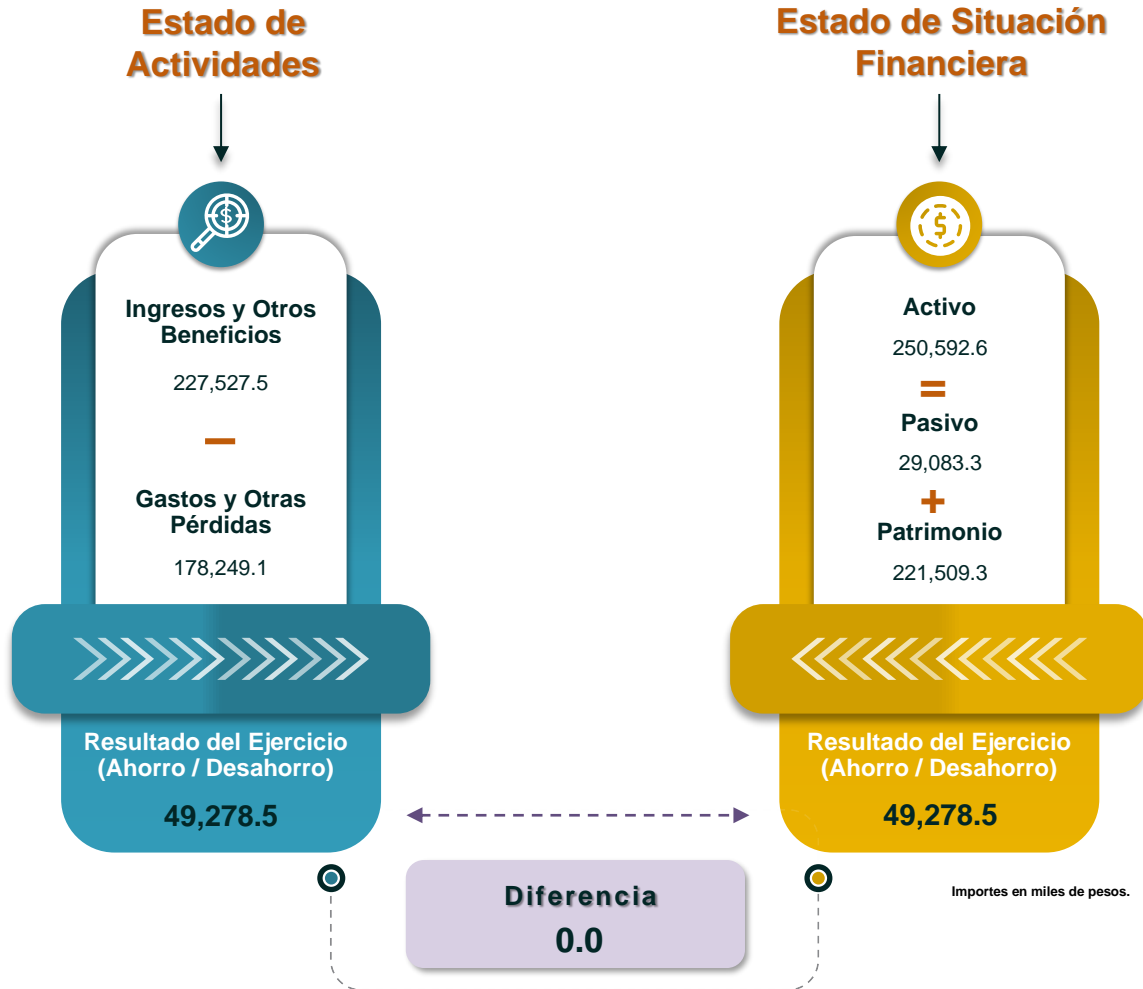 Estado de
Actividades
Ingresos y Otros
Beneficios
227,527.5
–
Gastos y Otras
Pérdidas
178,249.1
Resultado del Ejercicio
(Ahorro / Desahorro)
49,278.5
Estado de Situación
Financiera
Activo
250,592.6
=
Pasivo
29,083.3
+
Patrimonio
221,509.3
Resultado del Ejercicio
(Ahorro / Desahorro)
49,278.5
Diferencia
0.0
Importes en miles de pesos.